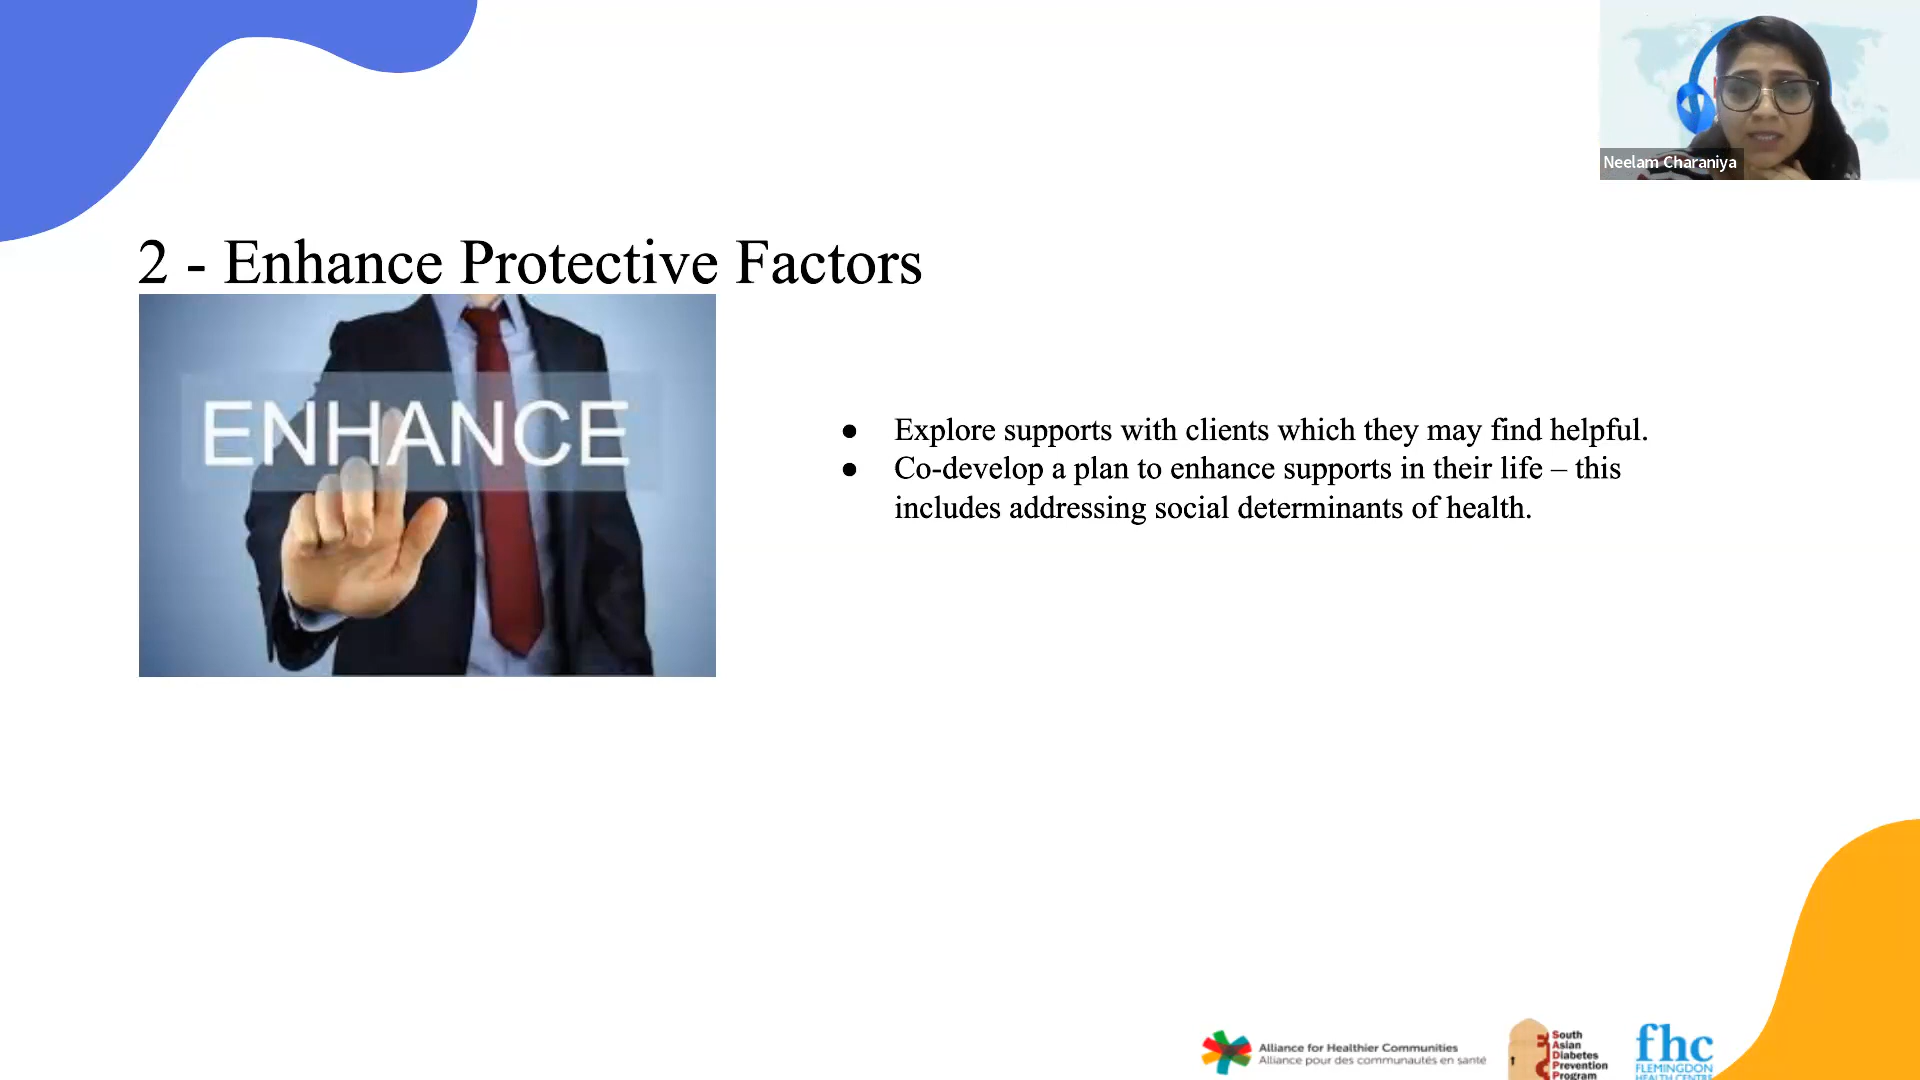 Neelam Charaniya
2 - Enhance Protective Factors
ENHANCE
● Explore supports with clients which they may find helpful.
● Co-develop a plan to enhance supports in their life – this
includes addressing social determinants of health.
Alliance for Healthier Communities
Alliance pour des communautés en santé
South
Asian
Diabetes
Prevention
Program
fhc
FLEMINGDON
HEALTH CENTRE